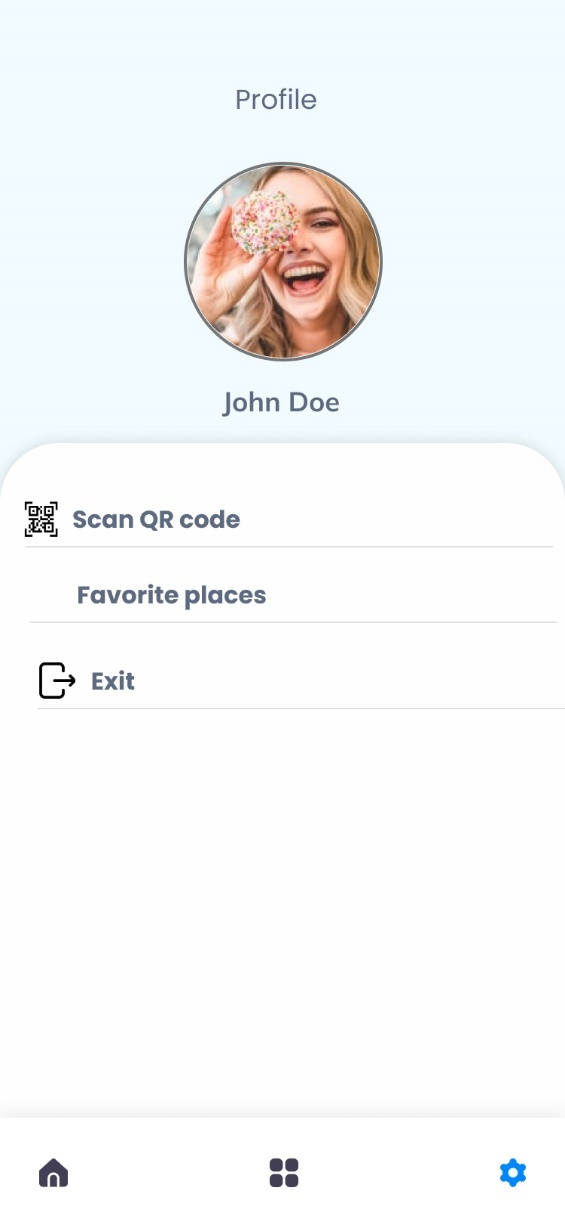 Profile
John Doe
Scan QR code
Favorite places
Exit